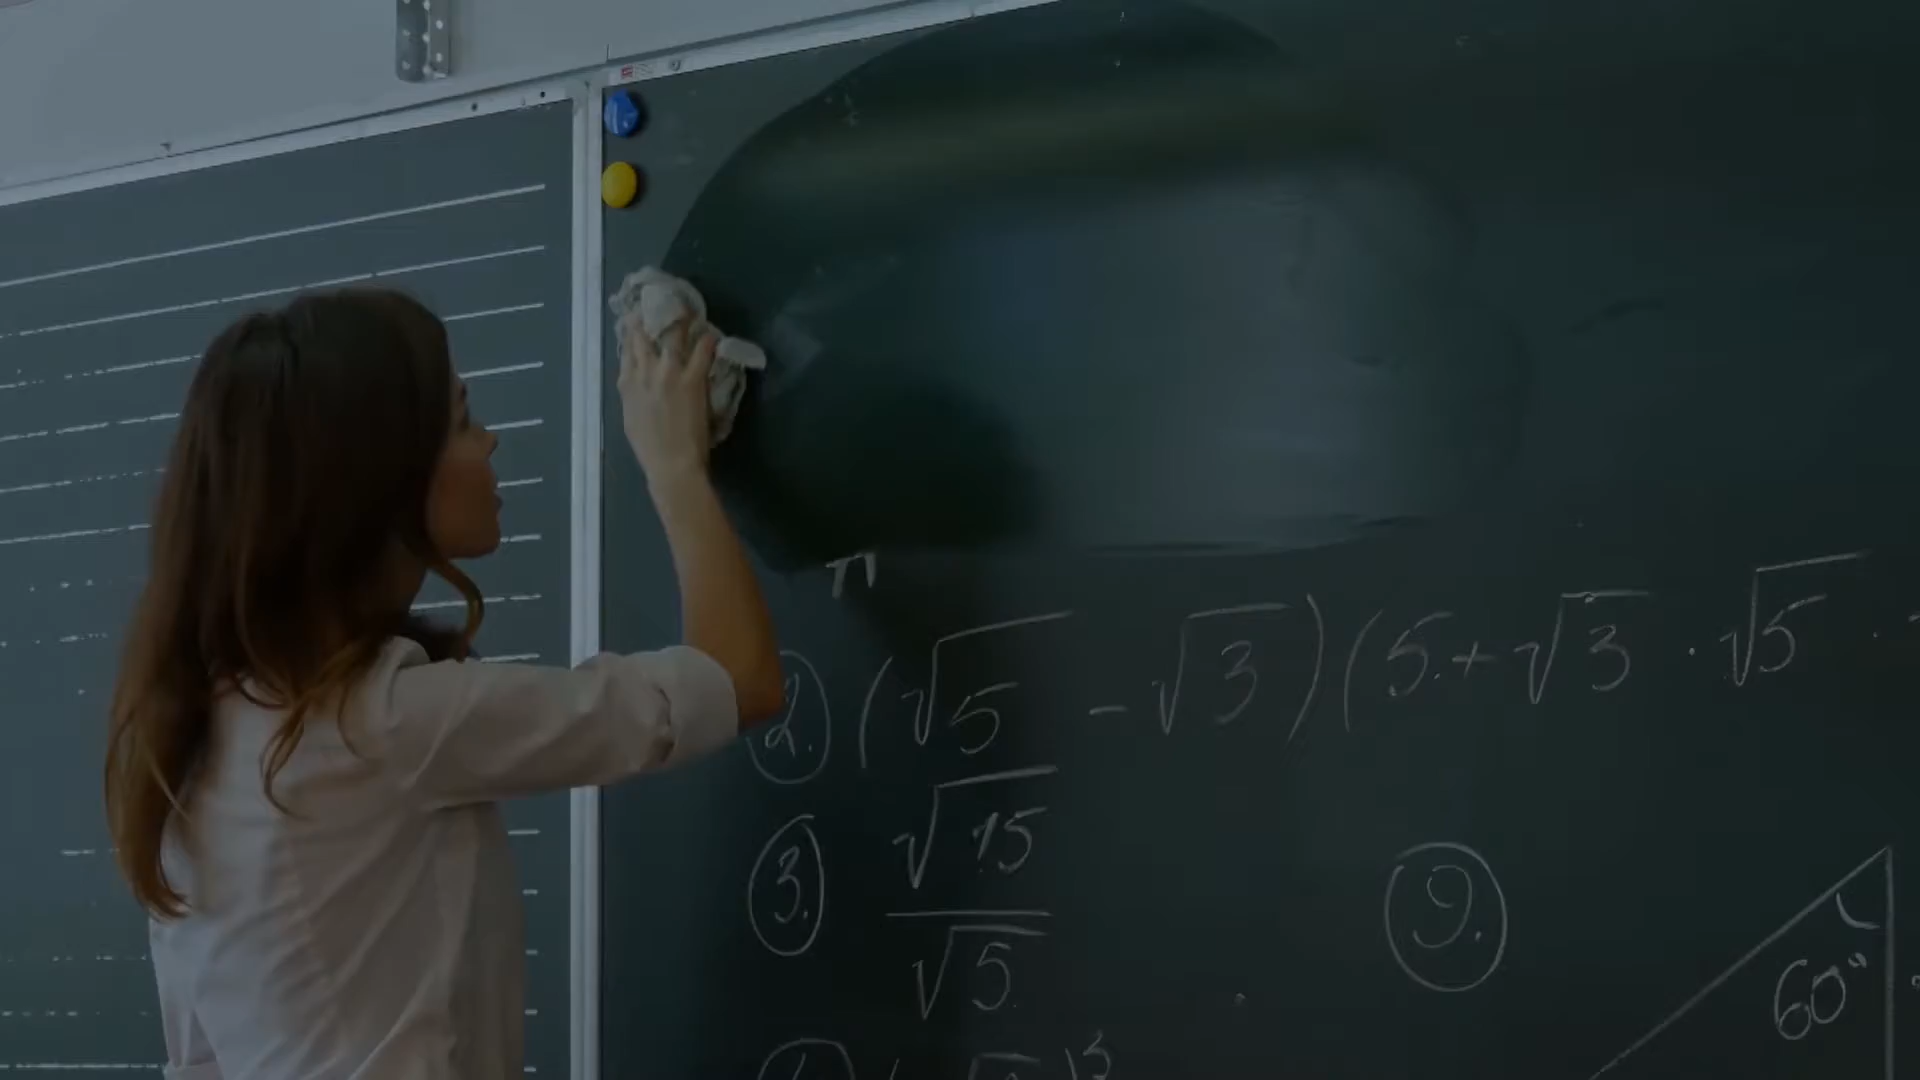 2. (√5 - √3)(5 + √3 · √5 ·
3. √15 / √5
9.
60°